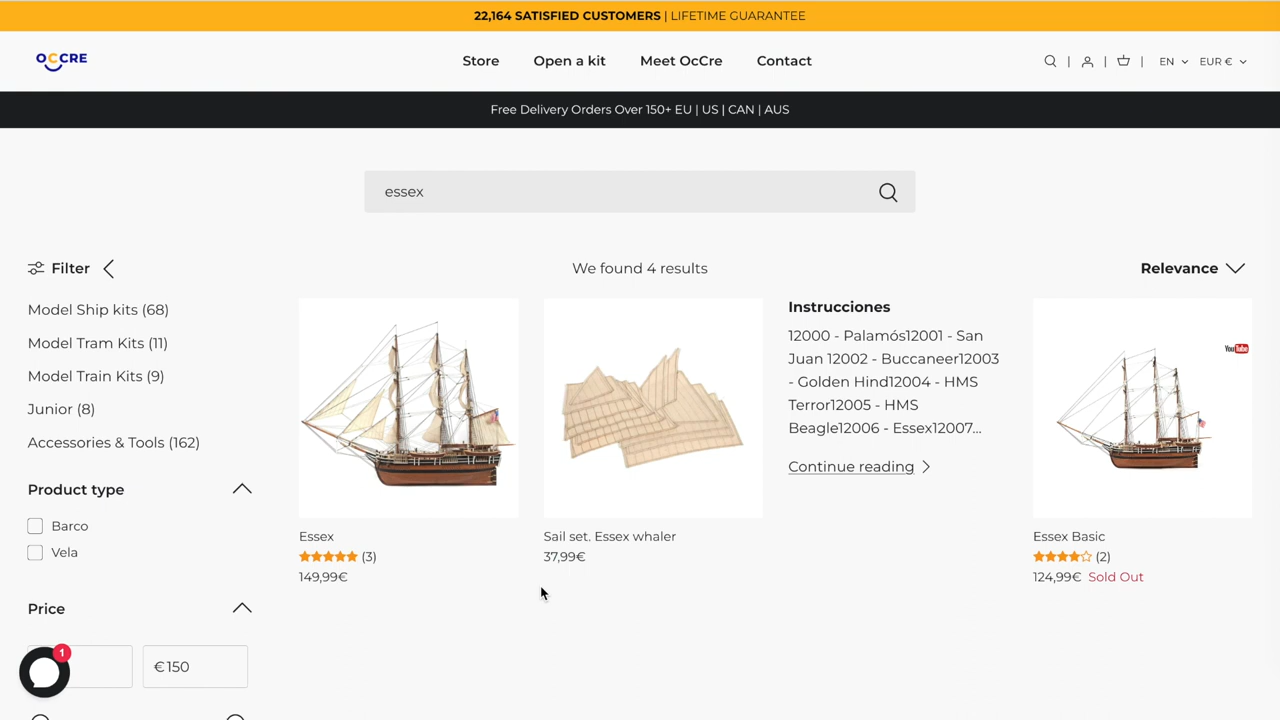 22,164 SATISFIED CUSTOMERS | LIFETIME GUARANTEE
OCCRE
Store
Open a kit
Meet OcCre
Contact
EN
EUR €
Free Delivery Orders Over 150+ EU | US | CAN | AUS
essex
Filter
We found 4 results
Relevance
Model Ship kits (68)
Model Tram Kits (11)
Model Train Kits (9)
Junior (8)
Accessories & Tools (162)
Product type
Barco
Vela
Price
€150
1
Essex
(3)
149,99€
Sail set. Essex whaler
37,99€
Instrucciones
12000 - Palamós12001 - San
Juan 12002 - Buccaneer12003
- Golden Hind12004 - HMS
Terror12005 - HMS
Beagle12006 - Essex12007...
Continue reading
YouTube
Essex Basic
(2)
124,99€ Sold Out